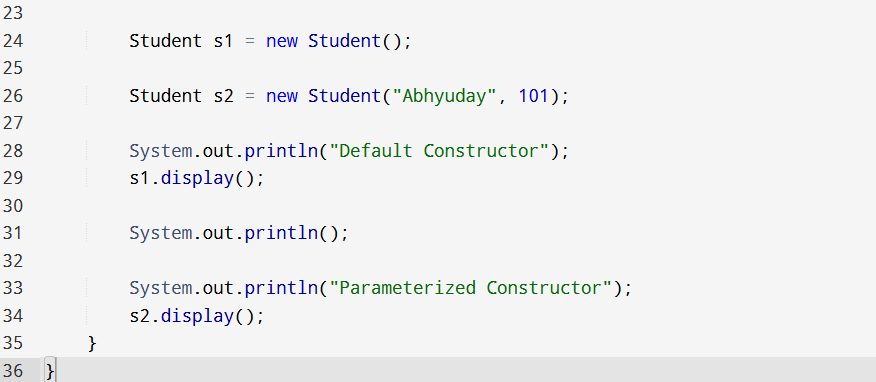 23
24 Student s1 = new Student();
25
26 Student s2 = new Student("Abhyuday", 101);
27
28 System.out.println("Default Constructor");
29 s1.display();
30
31 System.out.println();
32
33 System.out.println("Parameterized Constructor");
34 s2.display();
35 }
36 }